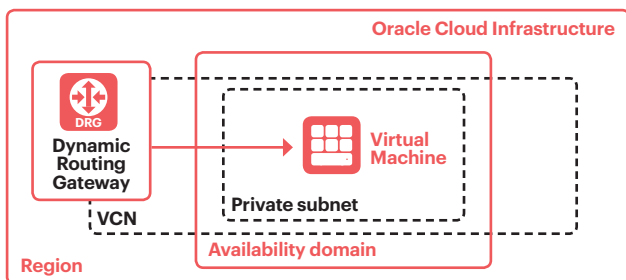 Oracle Cloud Infrastructure
DRG
Dynamic
Routing
Gateway
Virtual
Machine
Private subnet
VCN
Availability domain
Region